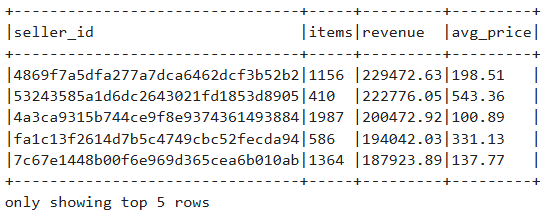 +--------------------------------+-----+---------+---------+
|seller_id                       |items|revenue  |avg_price|
+--------------------------------+-----+---------+---------+
|4869f7a5dfa277a7dca6462dcf3b52b2|1156 |229472.63|198.51   |
|53243585a1d6dc2643021fd1853d8905|410  |222776.05|543.36   |
|4a3ca9315b744ce9f8e9374361493884|1987 |200472.92|100.89   |
|fa1c13f2614d7b5c4749cbc52fecda94|586  |194042.03|331.13   |
|7c67e1448b00f6e969d365cea6b010ab|1364 |187923.89|137.77   |
+--------------------------------+-----+---------+---------+
only showing top 5 rows